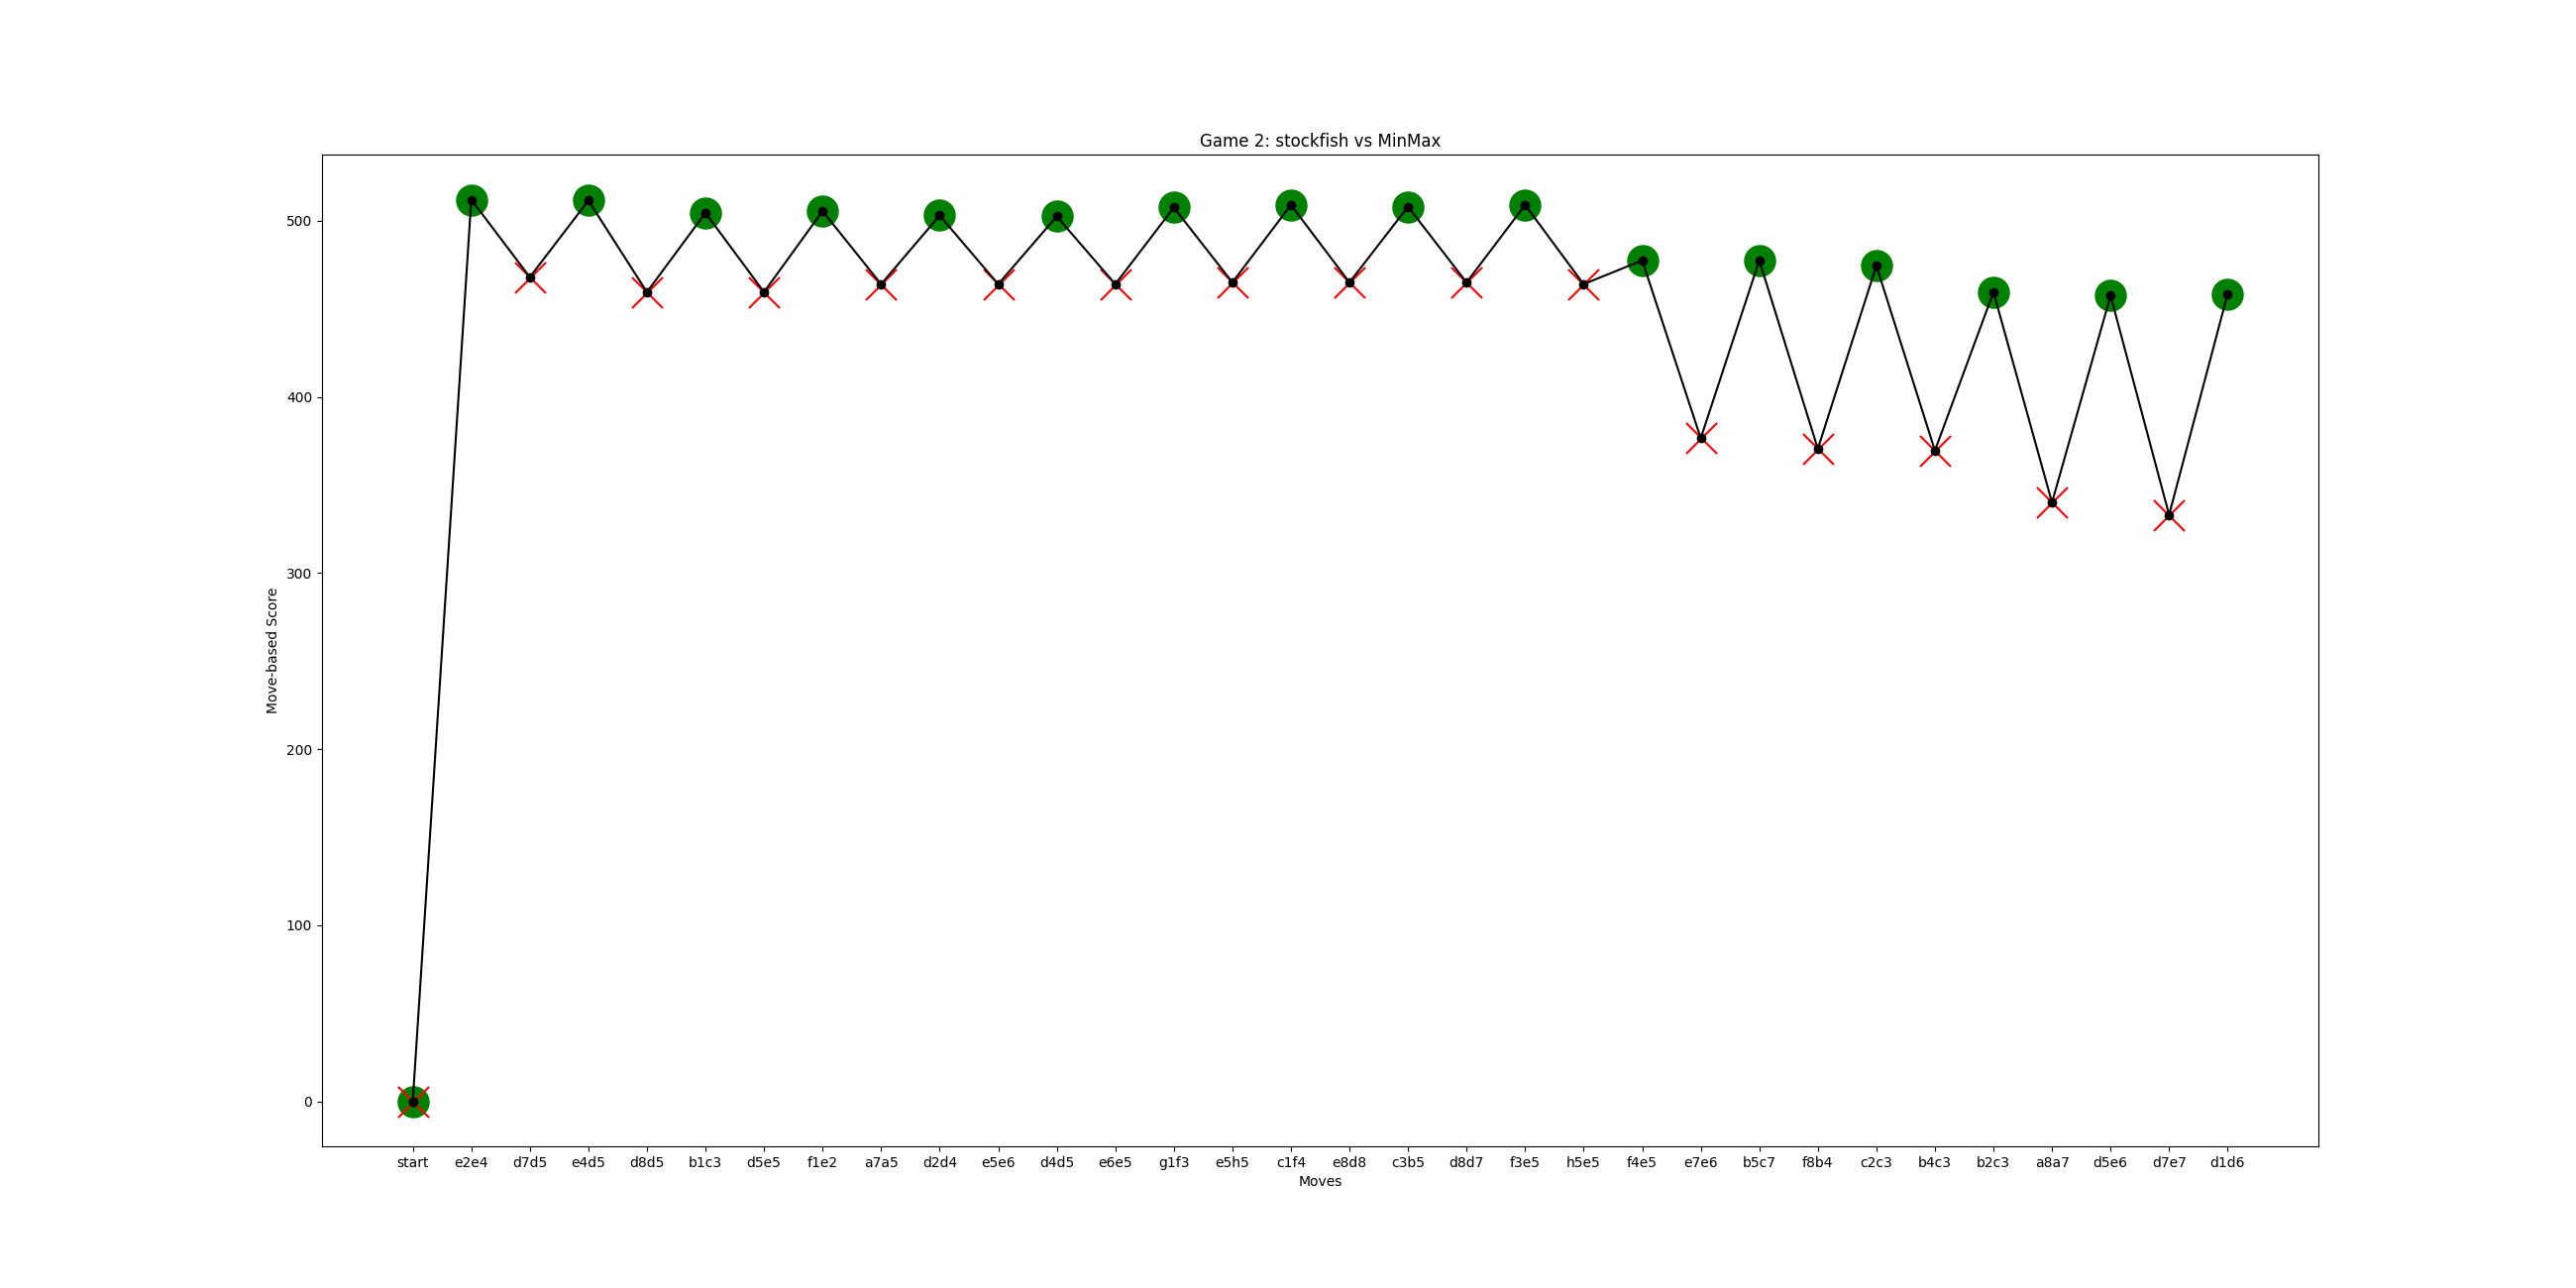 Game 2: stockfish vs MinMax
500
400
300
200
100
0
Move-based Score
start e2e4 d7d5 e4d5 d8d5 b1c3 d5e5 f1e2 a7a5 d2d4 e5e6 d4d5 e6e5 g1f3 e5h5 c1f4 e8d8 c3b5 d8d7 f3e5 h5e5 f4e5 e7e6 b5c7 f8b4 c2c3 b4c3 b2c3 a8a7 d5e6 d7e7 d1d6
Moves